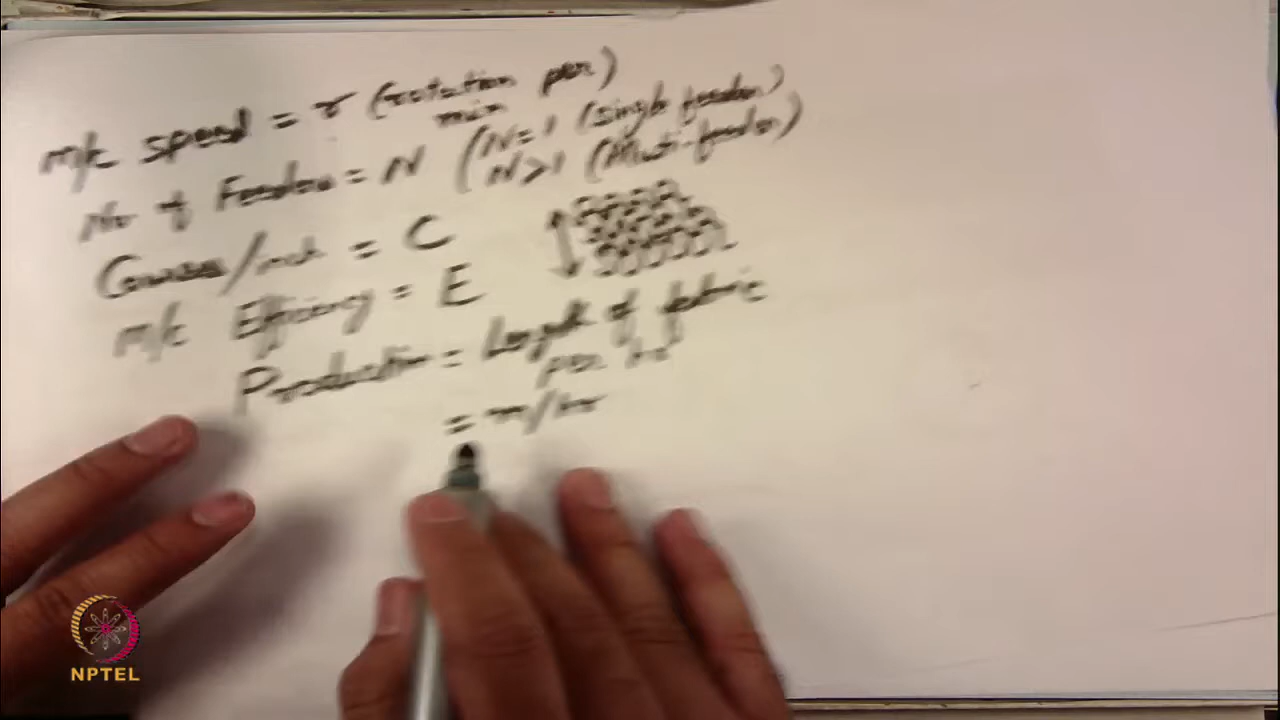 m/c speed = r (rotation per min)
No of Feeders = N (N=1 (single feeder)
N>1 (Multi-feeder)
/inch = C
m/c Efficiency = E
Production = Length of fabric
per hr
= m/hr
NPTEL